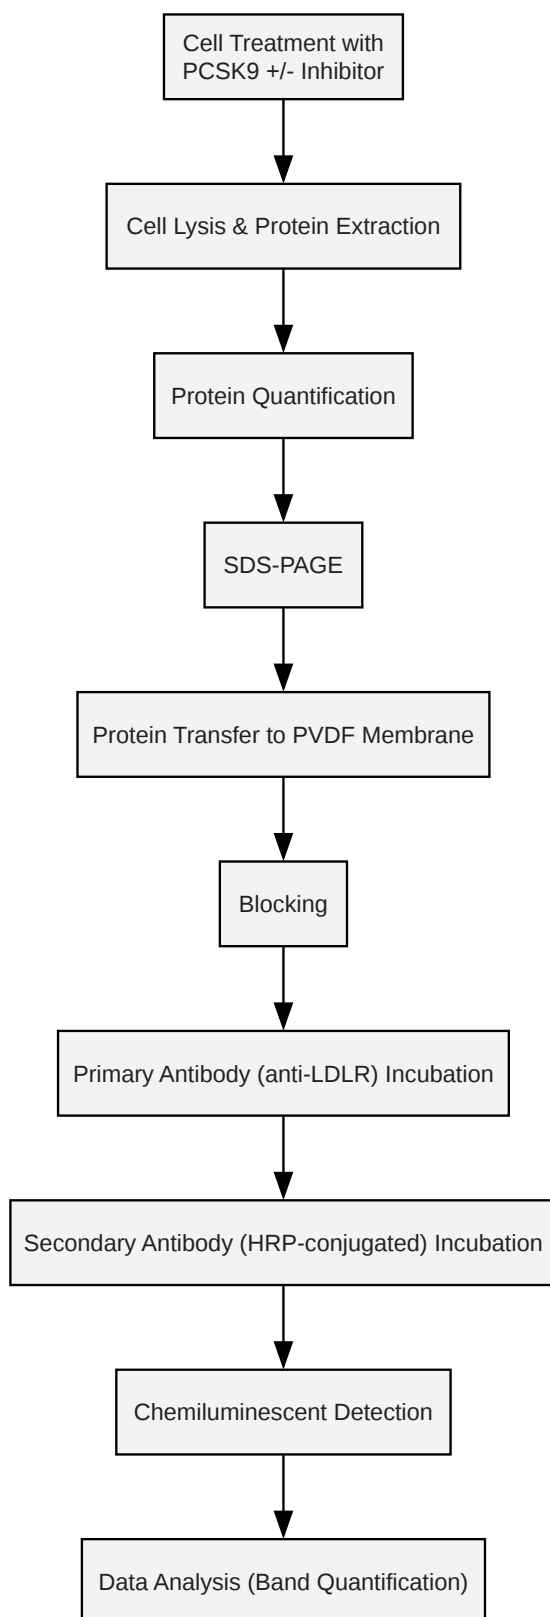 Cell Treatment with
PCSK9 +/- Inhibitor
Cell Lysis & Protein Extraction
Protein Quantification
SDS-PAGE
Protein Transfer to PVDF Membrane
Blocking
Primary Antibody (anti-LDLR) Incubation
Secondary Antibody (HRP-conjugated) Incubation
Chemiluminescent Detection
Data Analysis (Band Quantification)